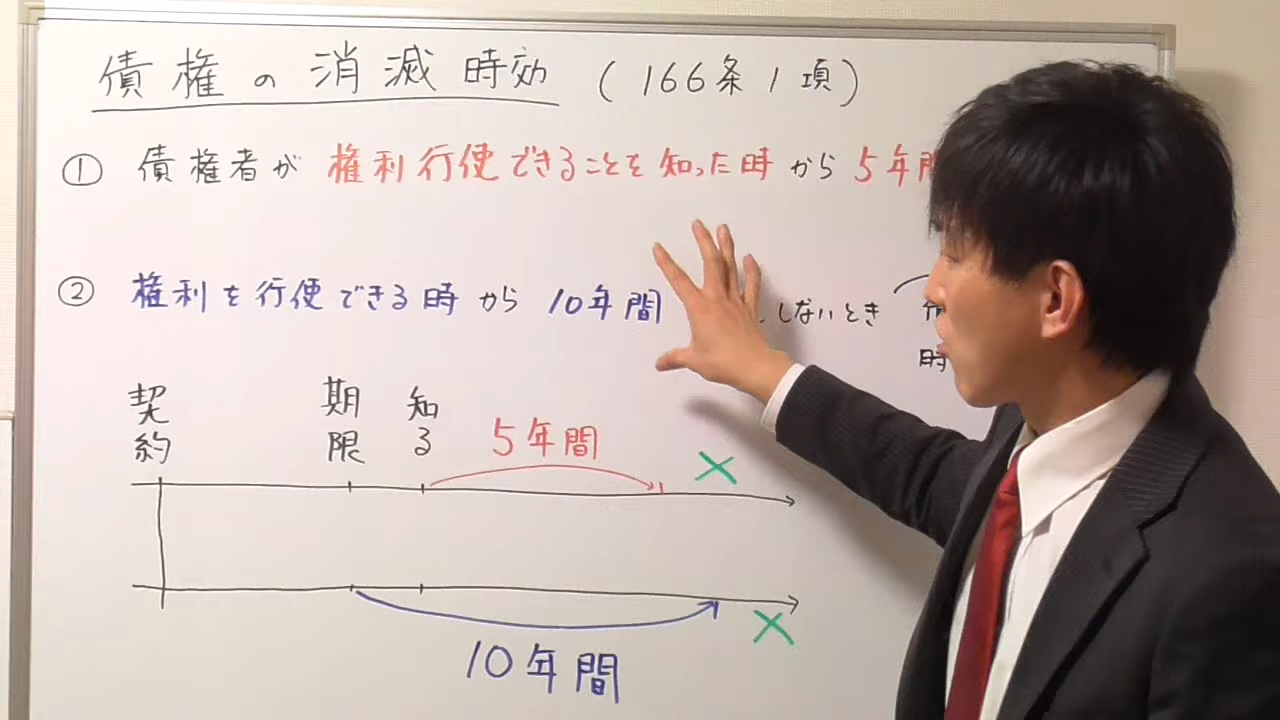 債権の消滅時効 (166条1項)
① 債権者が権利行使できることを知った時から5年
② 権利を行使できる時から10年間 しないとき
時
契約 期限 知る 5年間
×
×
10年間